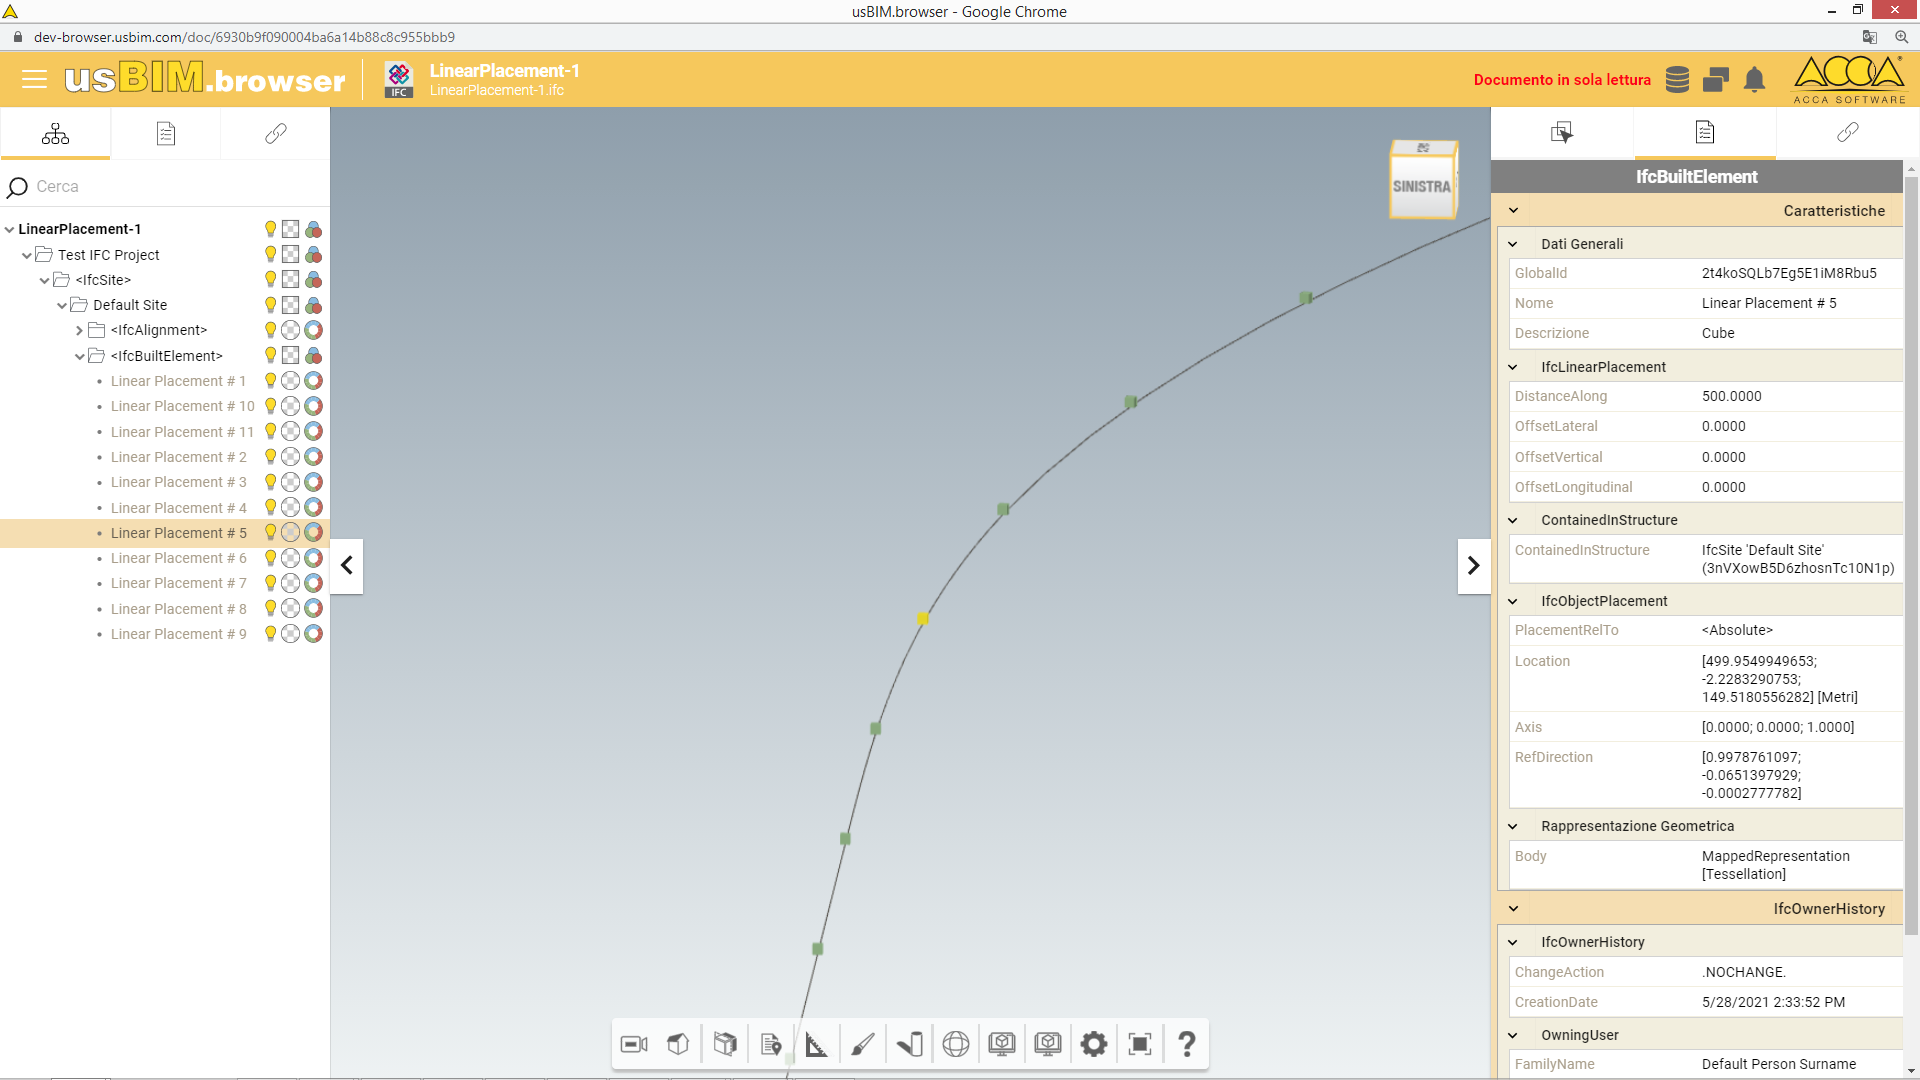 usBIM.browser - Google Chrome
dev-browser.usbim.com/doc/6930b9f090004ba6a14b88c8c955bbb9
usBIM.browser
IFC
LinearPlacement-1
LinearPlacement-1.ifc
Documento in sola lettura
ACCA
ACCA SOFTWARE
Cerca
LinearPlacement-1
Test IFC Project
<IfcSite>
Default Site
<IfcAlignment>
<IfcBuiltElement>
Linear Placement # 1
Linear Placement # 10
Linear Placement # 11
Linear Placement # 2
Linear Placement # 3
Linear Placement # 4
Linear Placement # 5
Linear Placement # 6
Linear Placement # 7
Linear Placement # 8
Linear Placement # 9
SINISTRA
IfcBuiltElement
Caratteristiche
Dati Generali
GlobalId 2t4koSQLb7Eg5E1iM8Rbu5
Nome Linear Placement # 5
Descrizione Cube
IfcLinearPlacement
DistanceAlong 500.0000
OffsetLateral 0.0000
OffsetVertical 0.0000
OffsetLongitudinal 0.0000
ContainedInStructure
ContainedInStructure IfcSite 'Default Site'
(3nVXowB5D6zhosnTc10N1p)
IfcObjectPlacement
PlacementRelTo <Absolute>
Location [499.9549949653;
-2.2283290753;
149.5180556282] [Metri]
Axis [0.0000; 0.0000; 1.0000]
RefDirection [0.9978761097;
-0.0651397929;
-0.0002777782]
Rappresentazione Geometrica
Body MappedRepresentation
[Tessellation]
IfcOwnerHistory
IfcOwnerHistory
ChangeAction .NOCHANGE.
CreationDate 5/28/2021 2:33:52 PM
OwningUser
FamilyName Default Person Surname